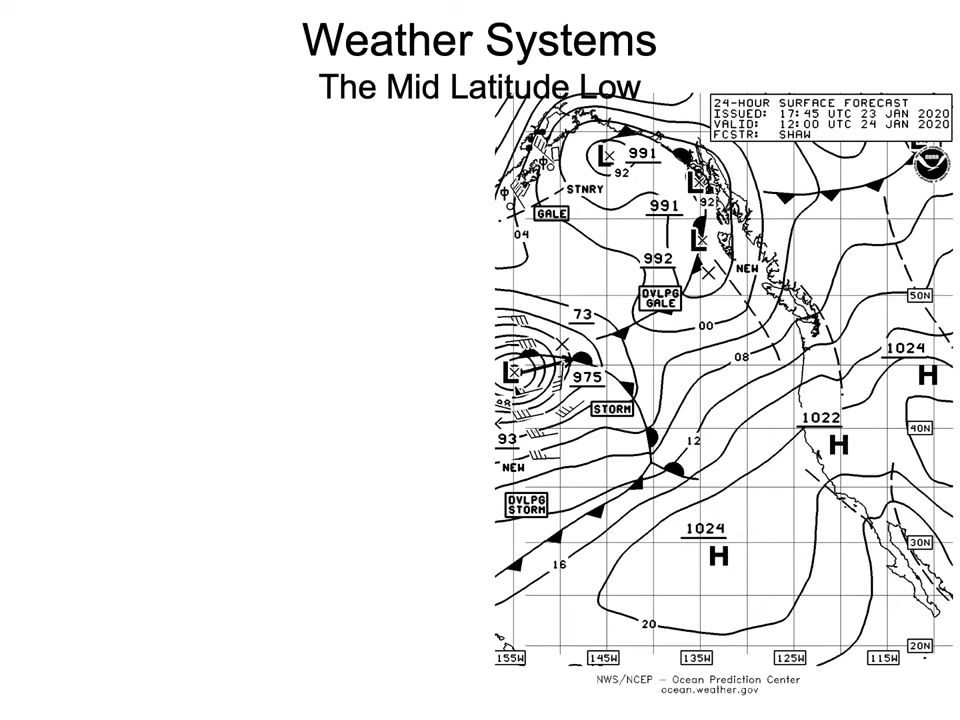 Weather Systems
The Mid Latitude Low
24-HOUR SURFACE FORECAST
ISSUED: 17:45 UTC 23 JAN 2020
VALID: 12:00 UTC 24 JAN 2020
FCSTR: SHAW
L
NOAA
L 991
92
L
STNRY
92
991
GALE
04
L
992
NEW
DVLPG
GALE
50N
73
00
08
1024
L
975
H
98
STORM
1022
40N
93
12
H
NEW
DVLPG
STORM
1024
30N
H
16
20
20N
155W 145W 135W 125W 115W
NWS/NCEP – Ocean Prediction Center
ocean.weather.gov